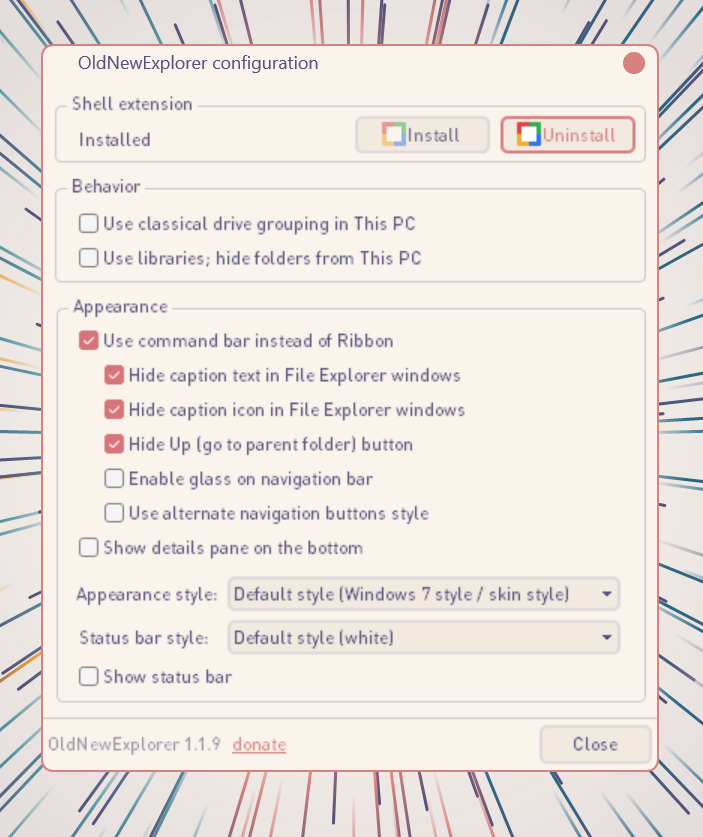 OldNewExplorer configuration
Shell extension
Installed
Install
Uninstall
Behavior
Use classical drive grouping in This PC
Use libraries; hide folders from This PC
Appearance
Use command bar instead of Ribbon
Hide caption text in File Explorer windows
Hide caption icon in File Explorer windows
Hide Up (go to parent folder) button
Enable glass on navigation bar
Use alternate navigation buttons style
Show details pane on the bottom
Appearance style: Default style (Windows 7 style / skin style)
Status bar style: Default style (white)
Show status bar
OldNewExplorer 1.1.9 donate
Close